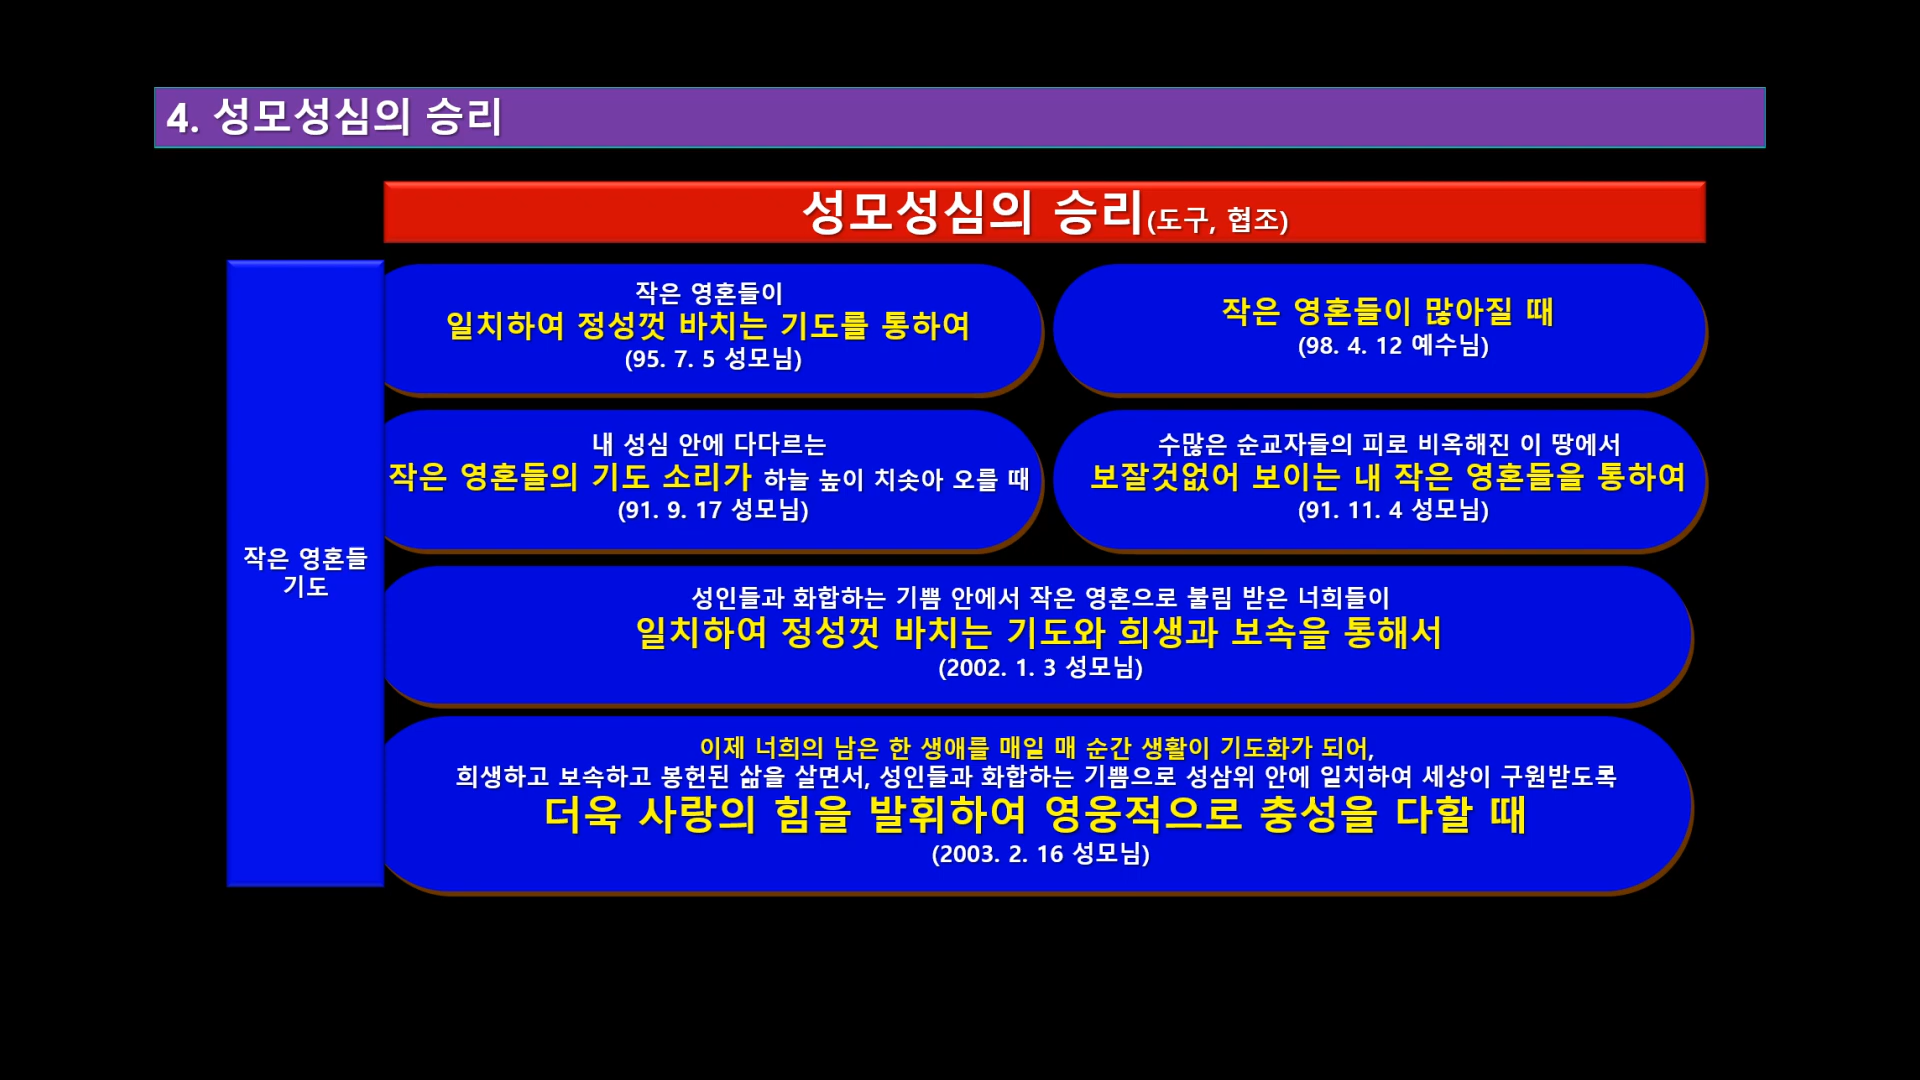 4. 성모성심의 승리
성모성심의 승리(도구, 협조)
작은 영혼들
기도
작은 영혼들이
일치하여 정성껏 바치는 기도를 통하여
(95. 7. 5 성모님)
작은 영혼들이 많아질 때
(98. 4. 12 예수님)
내 성심 안에 다다르는
작은 영혼들의 기도 소리가 하늘 높이 치솟아 오를 때
(91. 9. 17 성모님)
수많은 순교자들의 피로 비옥해진 이 땅에서
보잘것없어 보이는 내 작은 영혼들을 통하여
(91. 11. 4 성모님)
성인들과 화합하는 기쁨 안에서 작은 영혼으로 불림 받은 너희들이
일치하여 정성껏 바치는 기도와 희생과 보속을 통해서
(2002. 1. 3 성모님)
이제 너희의 남은 한 생애를 매일 매 순간 생활이 기도화가 되어,
희생하고 보속하고 봉헌된 삶을 살면서, 성인들과 화합하는 기쁨으로 성삼위 안에 일치하여 세상이 구원받도록
더욱 사랑의 힘을 발휘하여 영웅적으로 충성을 다할 때
(2003. 2. 16 성모님)